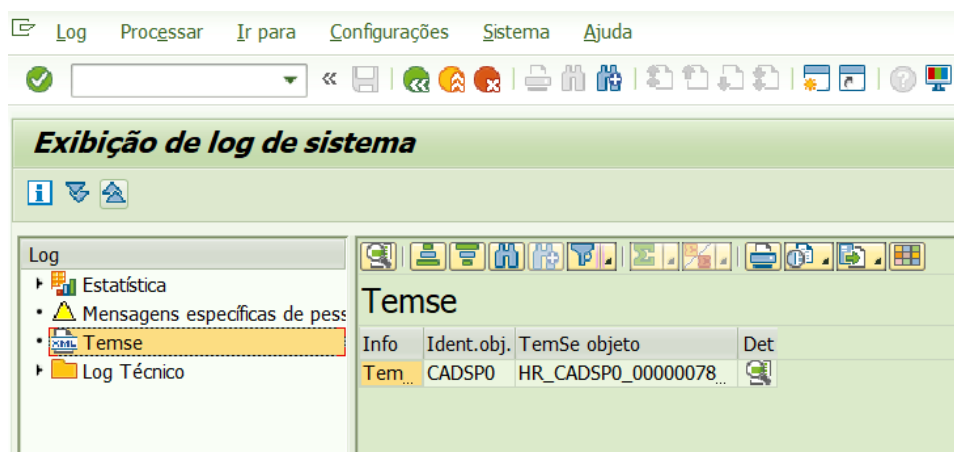 Log Processar Ir para Configurações Sistema Ajuda
Exibição de log de sistema
Log
Estatística
Mensagens específicas de pess
Temse
Log Técnico
Temse
Info Ident.obj. TemSe objeto Det
Tem... CADSP0 HR_CADSP0_00000078...